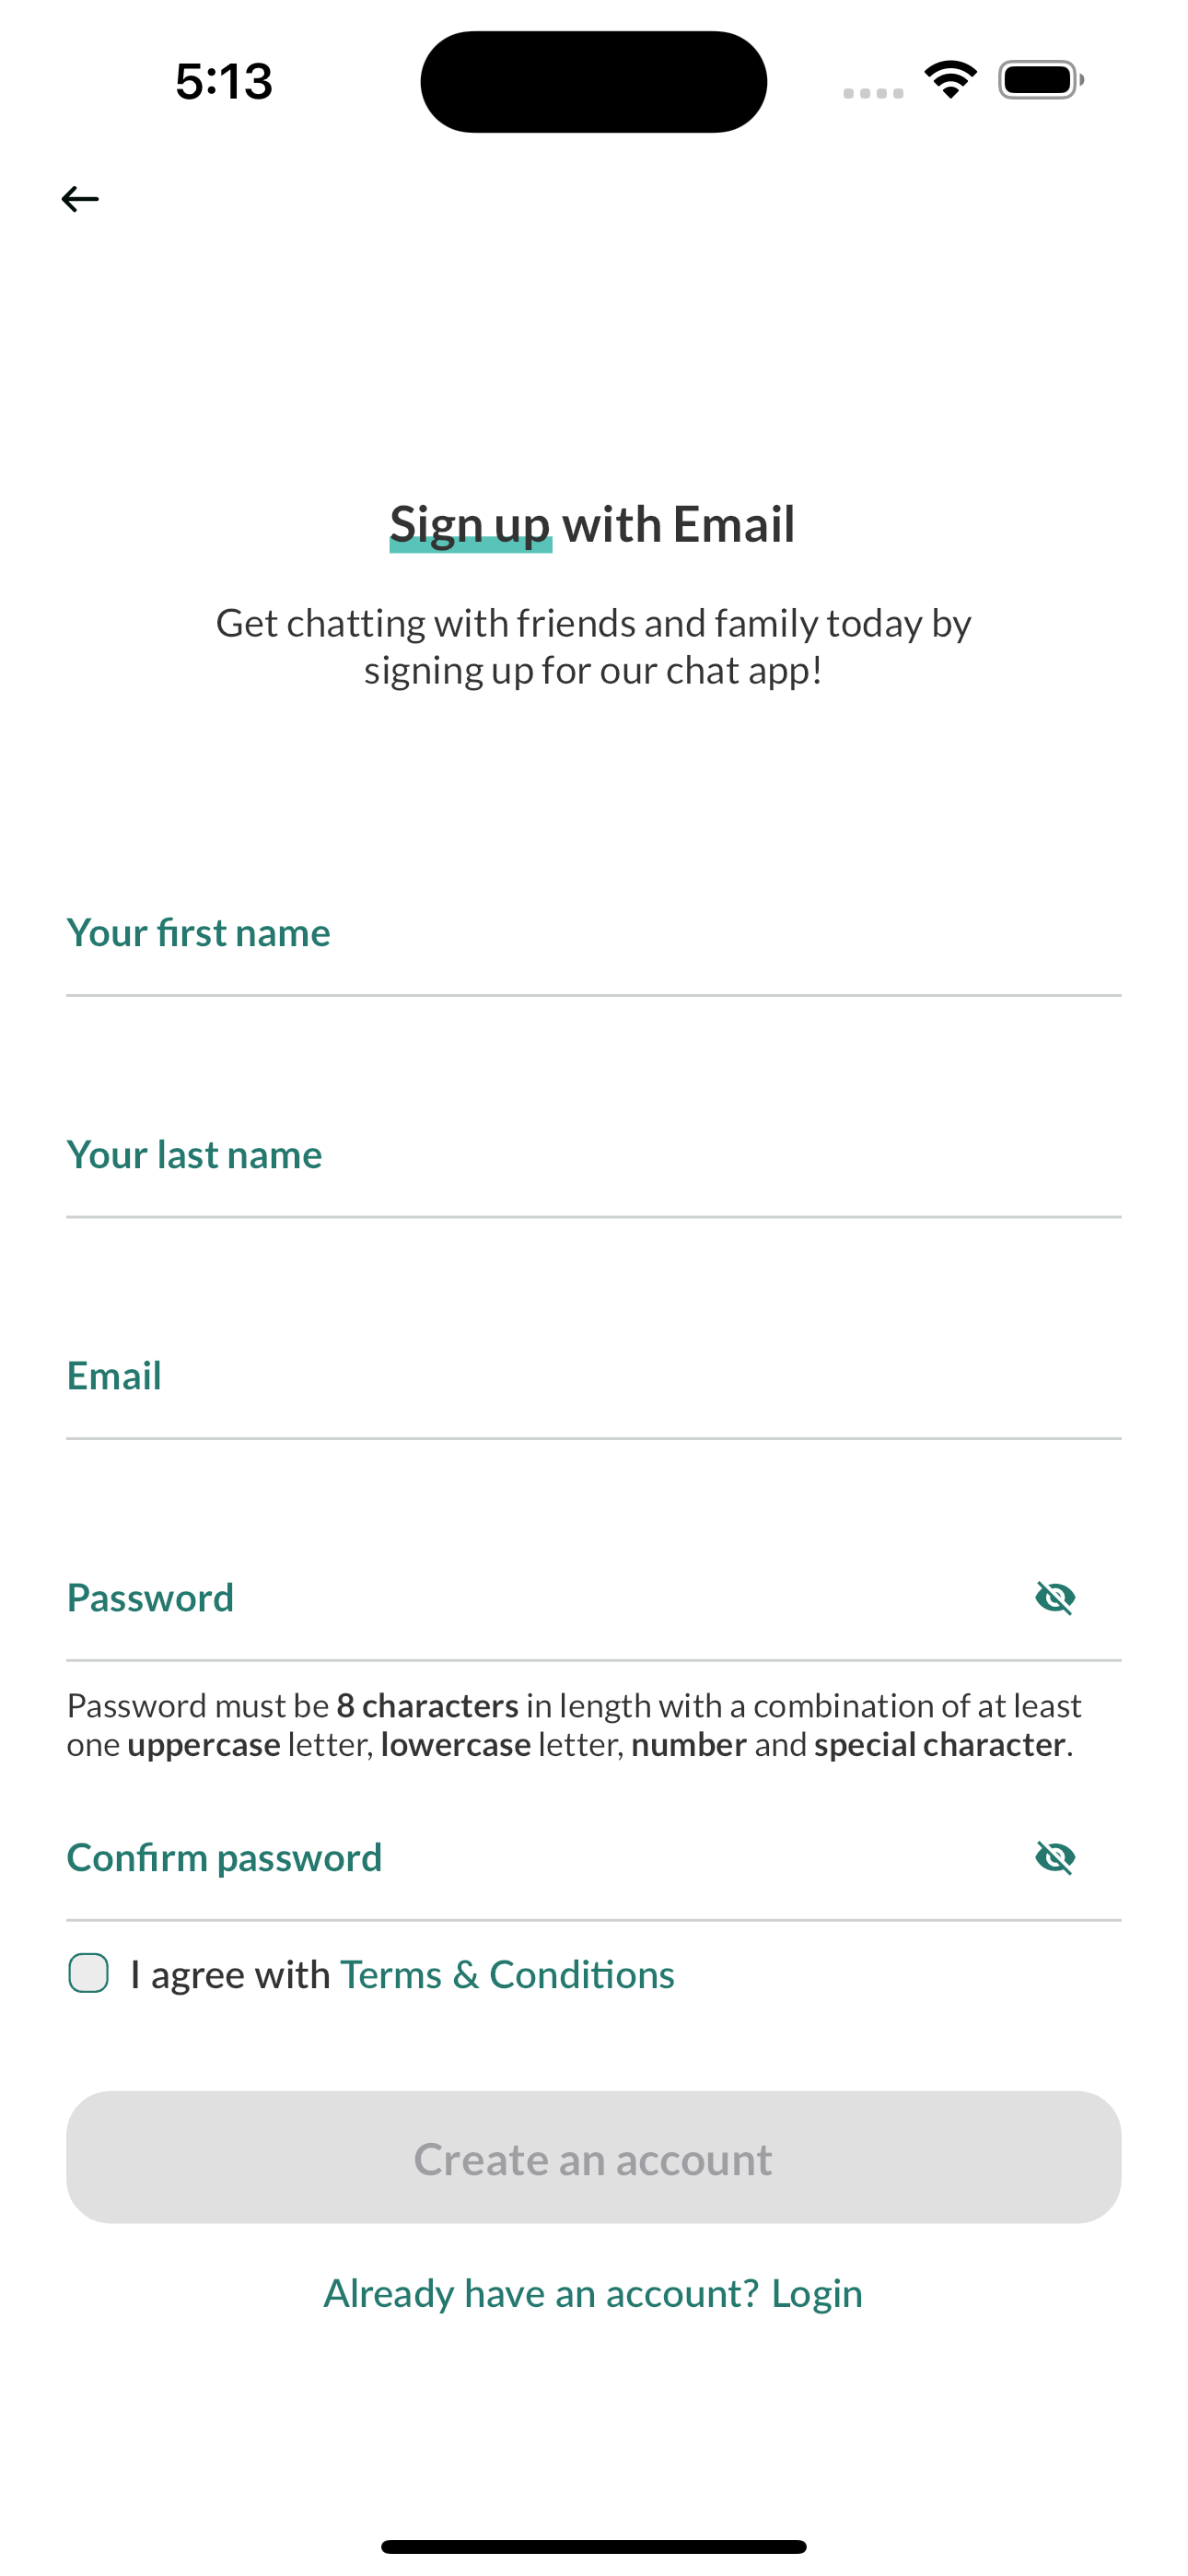 5:13
Sign up with Email
Get chatting with friends and family today by
signing up for our chat app!
Your first name
Your last name
Email
Password
Password must be 8 characters in length with a combination of at least
one uppercase letter, lowercase letter, number and special character.
Confirm password
I agree with Terms & Conditions
Create an account
Already have an account? Login